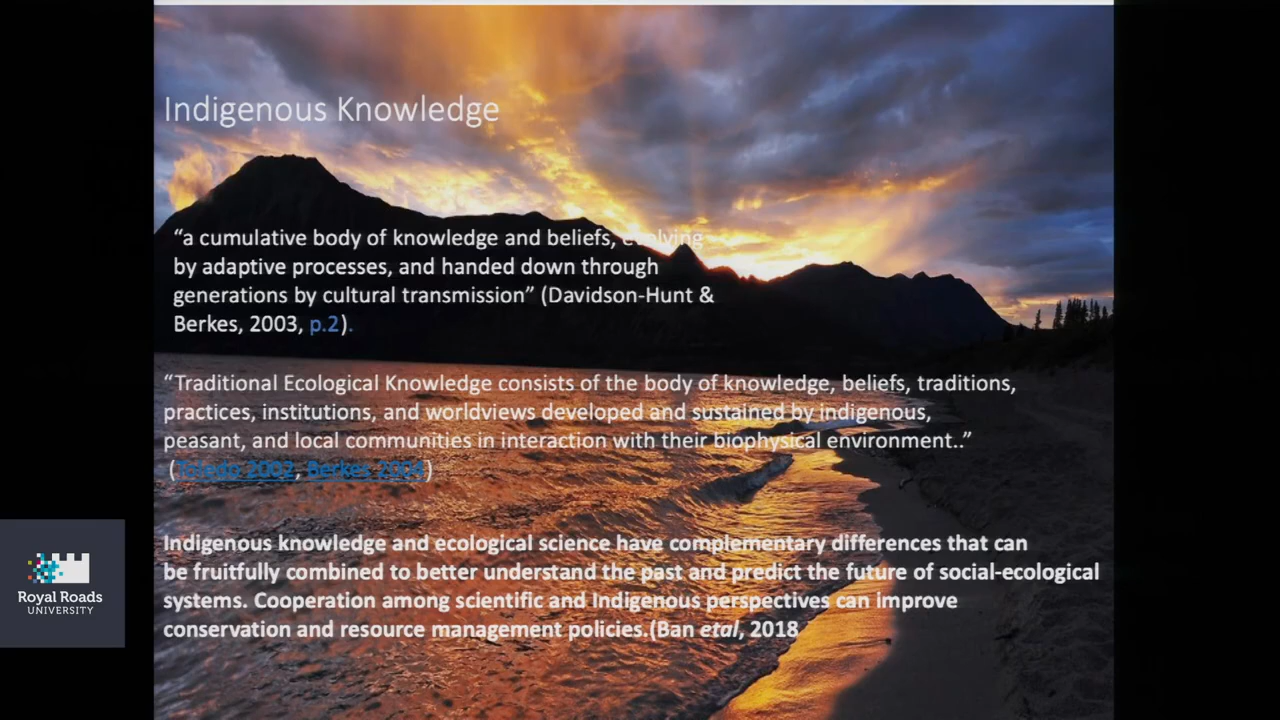 Indigenous Knowledge
“a cumulative body of knowledge and beliefs, evolving
by adaptive processes, and handed down through
generations by cultural transmission” (Davidson-Hunt &
Berkes, 2003, p.2).
“Traditional Ecological Knowledge consists of the body of knowledge, beliefs, traditions,
practices, institutions, and worldviews developed and sustained by indigenous,
peasant, and local communities in interaction with their biophysical environment..”
(Toledo 2002, Berkes 2004)
Indigenous knowledge and ecological science have complementary differences that can
be fruitfully combined to better understand the past and predict the future of social-ecological
systems. Cooperation among scientific and Indigenous perspectives can improve
conservation and resource management policies.(Ban etal, 2018
Royal Roads
UNIVERSITY